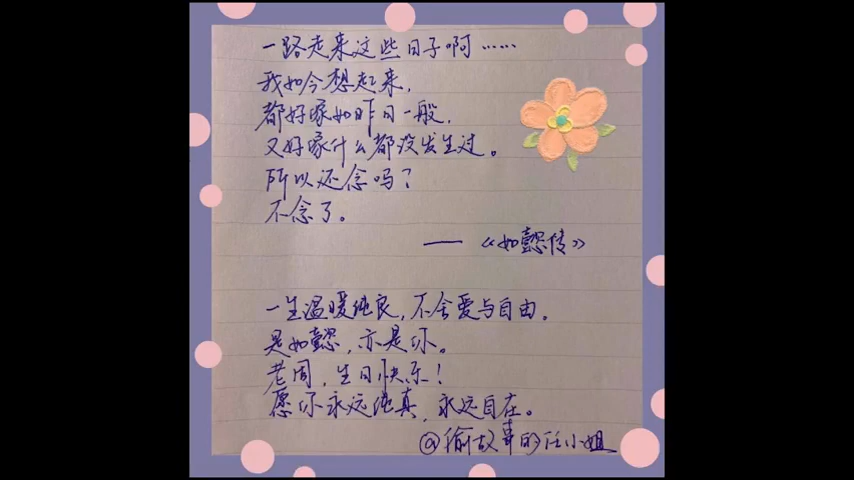 一路走来这些日子啊……
我如今想起来，
都好像如昨日一般，
又好像什么都没发生过。
所以还念吗？
不念了。
——《如懿传》
一生温暖纯良，不舍爱与自由。
是如懿，亦是你。
老周，生日快乐！
愿你永远纯真，永远自在。
@偷故事的任小姐